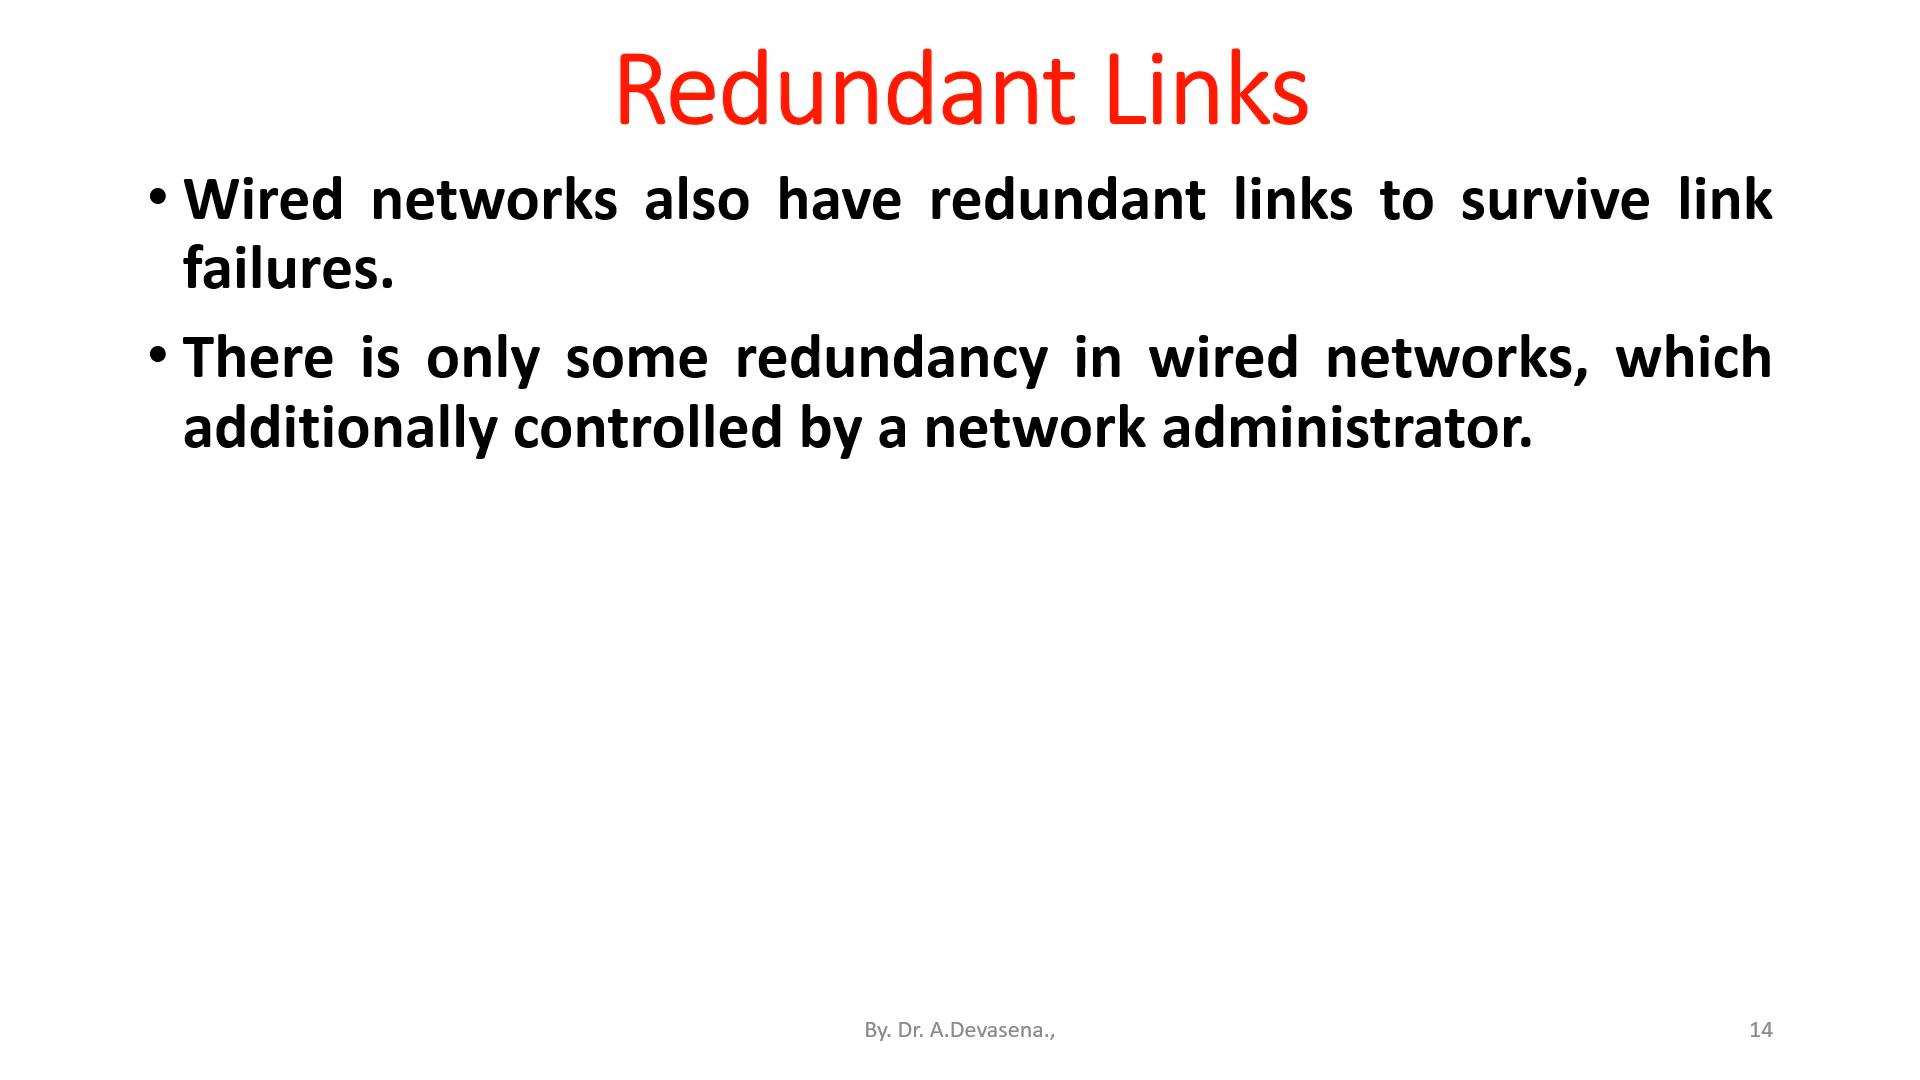 Redundant Links
• Wired networks also have redundant links to survive link
failures.
• There is only some redundancy in wired networks, which
additionally controlled by a network administrator.
By. Dr. A.Devasena.,
14